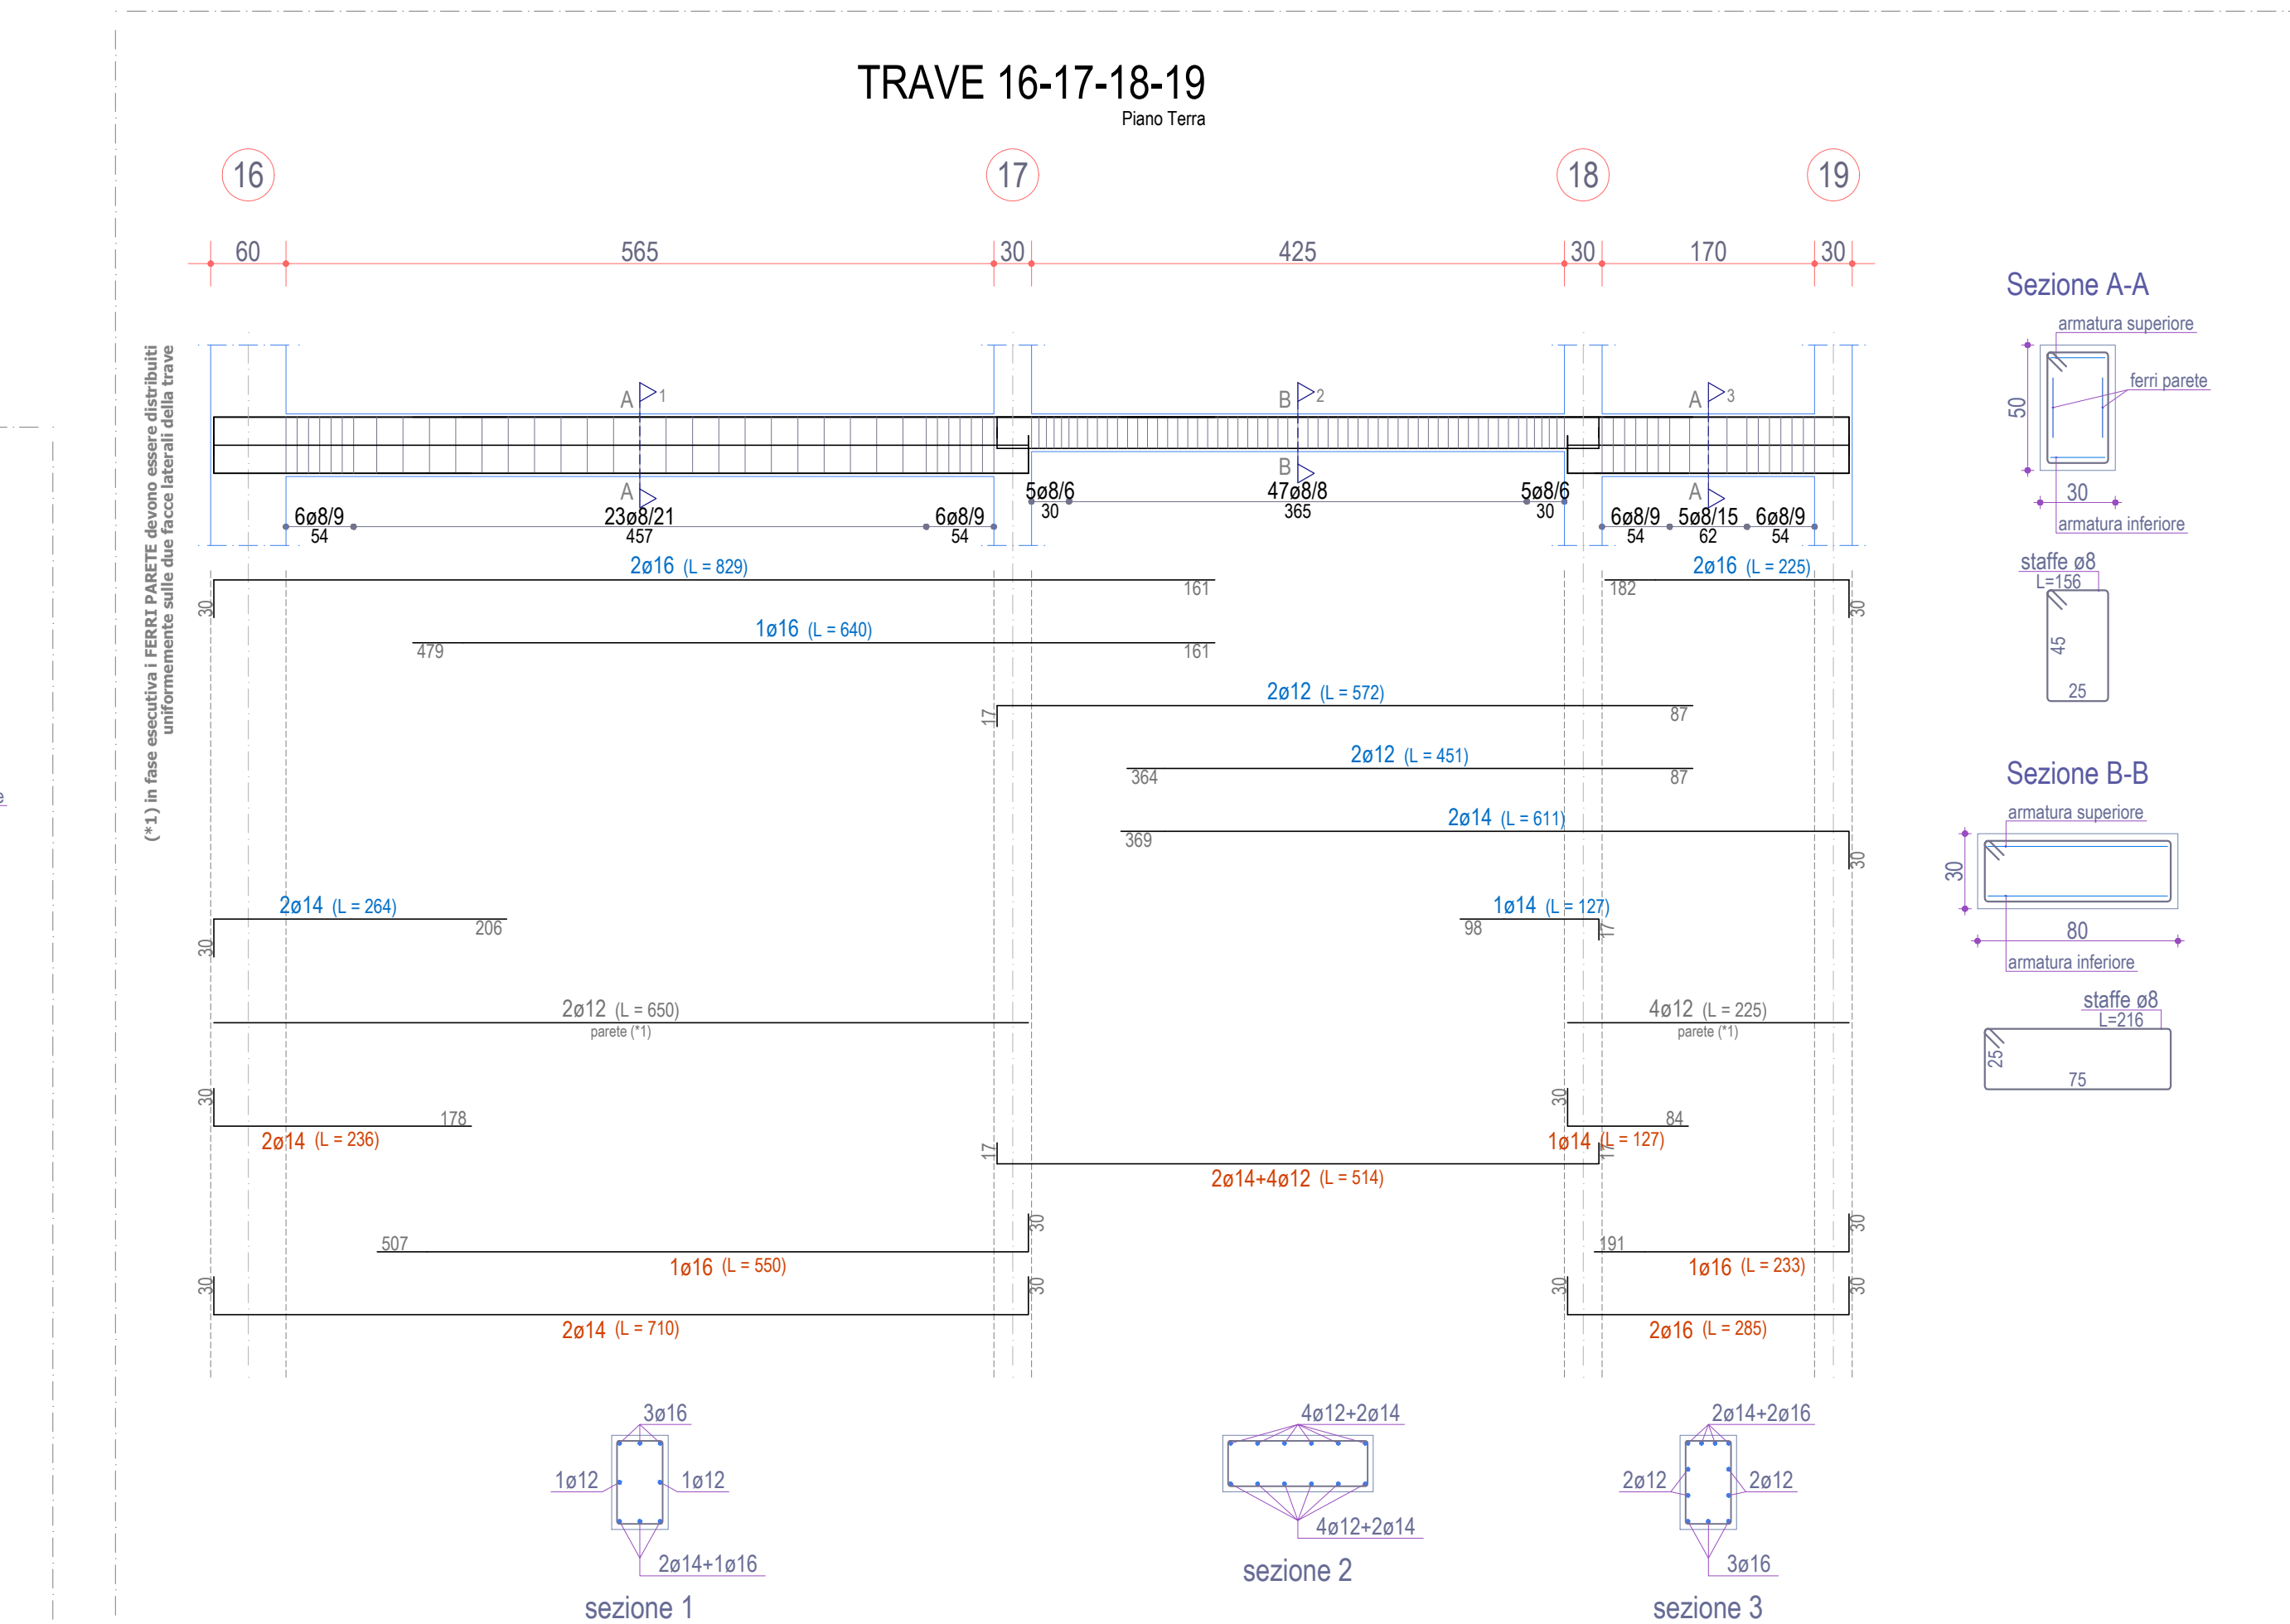 TRAVE 16-17-18-19
Piano Terra
16
17
18
19
60
565
30
425
30
170
30
(*1) in fase esecutiva i FERRI PARETE devono essere distribuiti
uniformemente sulle due facce laterali della trave
A
1
B
2
A
3
A
B
A
6ø8/9
54
23ø8/21
457
6ø8/9
54
5ø8/6
30
47ø8/8
365
5ø8/6
30
6ø8/9
54
5ø8/15
62
6ø8/9
54
2ø16 (L = 829)
30
161
2ø16 (L = 225)
182
30
1ø16 (L = 640)
479
161
2ø12 (L = 572)
17
87
2ø12 (L = 451)
364
87
2ø14 (L = 611)
369
30
2ø14 (L = 264)
30
206
1ø14 (L = 127)
98
17
2ø12 (L = 650)
parete (*1)
4ø12 (L = 225)
parete (*1)
30
178
2ø14 (L = 236)
30
84
1ø14 (L = 127)
17
17
2ø14+4ø12 (L = 514)
507
30
1ø16 (L = 550)
191
30
1ø16 (L = 233)
30
30
2ø14 (L = 710)
30
30
2ø16 (L = 285)
3ø16
1ø12
1ø12
2ø14+1ø16
sezione 1
4ø12+2ø14
4ø12+2ø14
sezione 2
2ø14+2ø16
2ø12
2ø12
3ø16
sezione 3
Sezione A-A
armatura superiore
ferri parete
50
30
armatura inferiore
staffe ø8
L=156
45
25
Sezione B-B
armatura superiore
30
80
armatura inferiore
staffe ø8
L=216
25
75